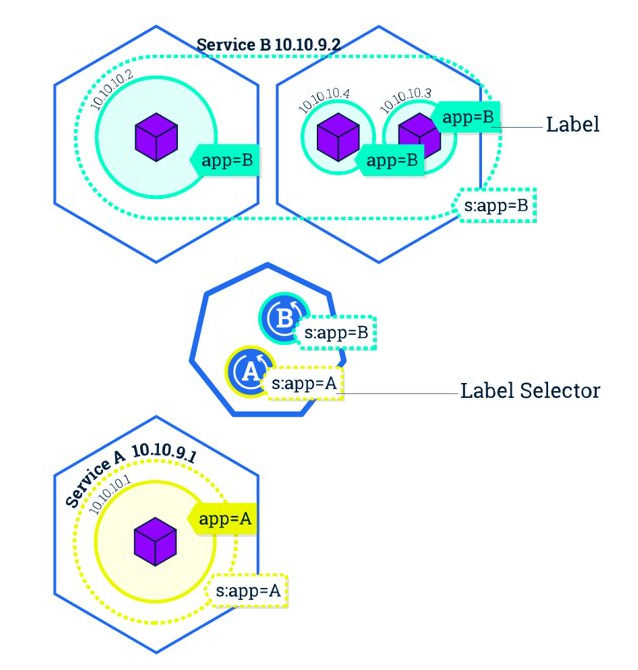 Service B 10.10.9.2
10.10.10.2
app=B
10.10.10.4
app=B
10.10.10.3
app=B
Label
s:app=B
B
s:app=B
A
s:app=A
Label Selector
Service A 10.10.9.1
10.10.10.1
app=A
s:app=A